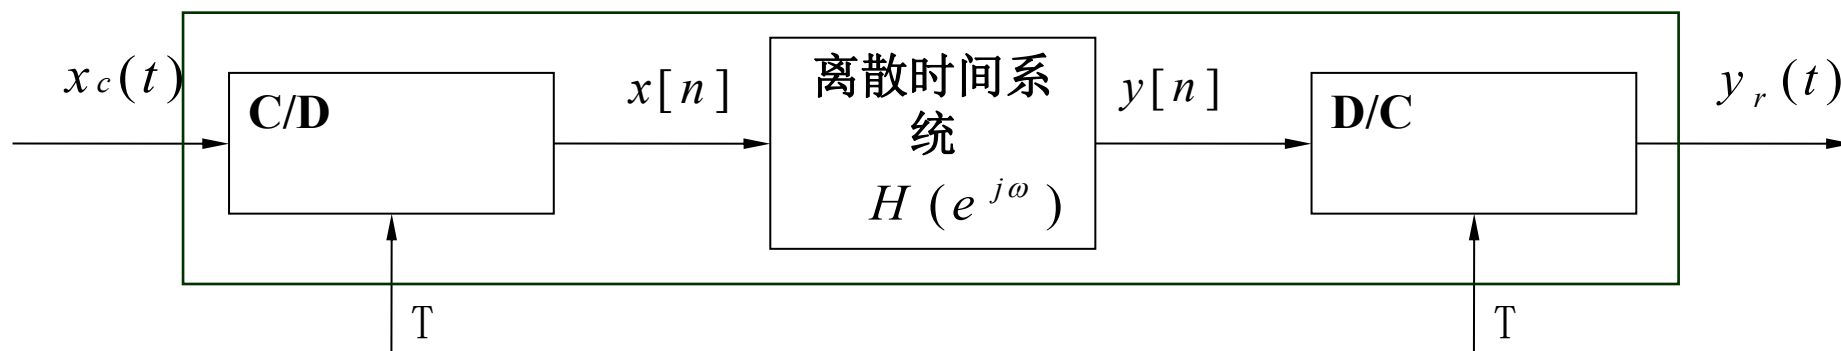 x_c(t)
C/D
x[n]
离散时间系
统
H(e^{jω})
y[n]
D/C
y_r(t)
T
T